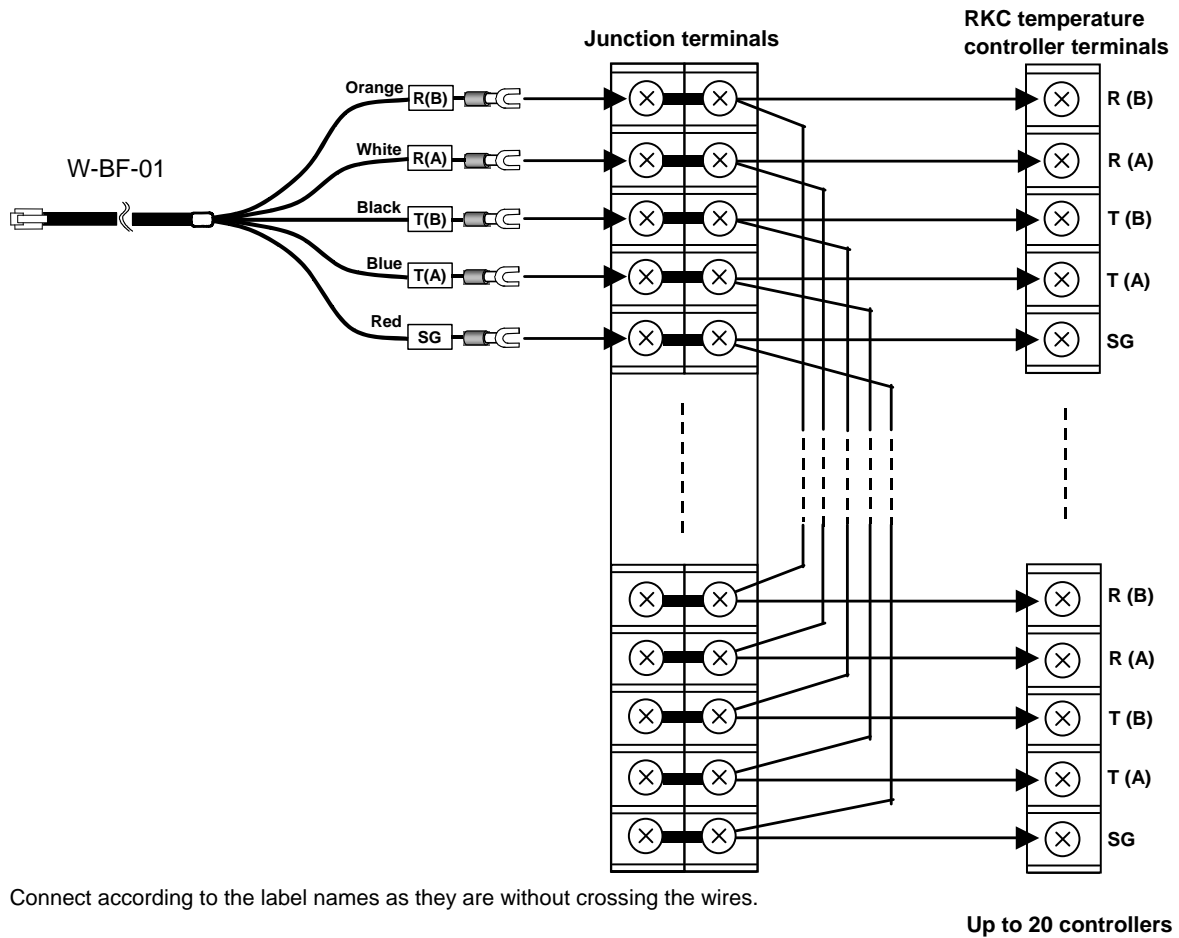 RKC temperature
controller terminals
Junction terminals
Orange
R(B)
R (B)
White
R(A)
R (A)
W-BF-01
Black
T(B)
T (B)
Blue
T(A)
T (A)
Red
SG
SG
R (B)
R (A)
T (B)
T (A)
SG
Connect according to the label names as they are without crossing the wires.
Up to 20 controllers